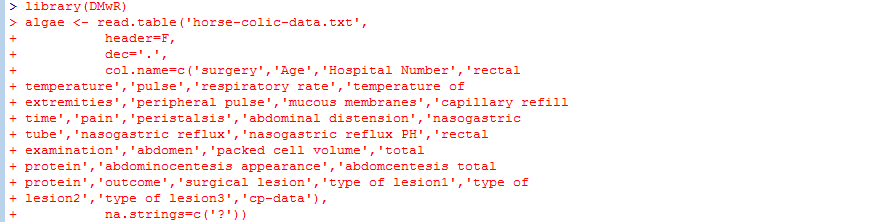 > library(DMwR)
> algae <- read.table('horse-colic-data.txt',
+           header=F,
+           dec='.',
+           col.name=c('surgery','Age','Hospital Number','rectal
+ temperature','pulse','respiratory rate','temperature of
+ extremities','peripheral pulse','mucous membranes','capillary refill
+ time','pain','peristalsis','abdominal distension','nasogastric
+ tube','nasogastric reflux','nasogastric reflux PH','rectal
+ examination','abdomen','packed cell volume','total
+ protein','abdominocentesis appearance','abdomcentesis total
+ protein','outcome','surgical lesion','type of lesion1','type of
+ lesion2','type of lesion3','cp-data'),
+           na.strings=c('?'))